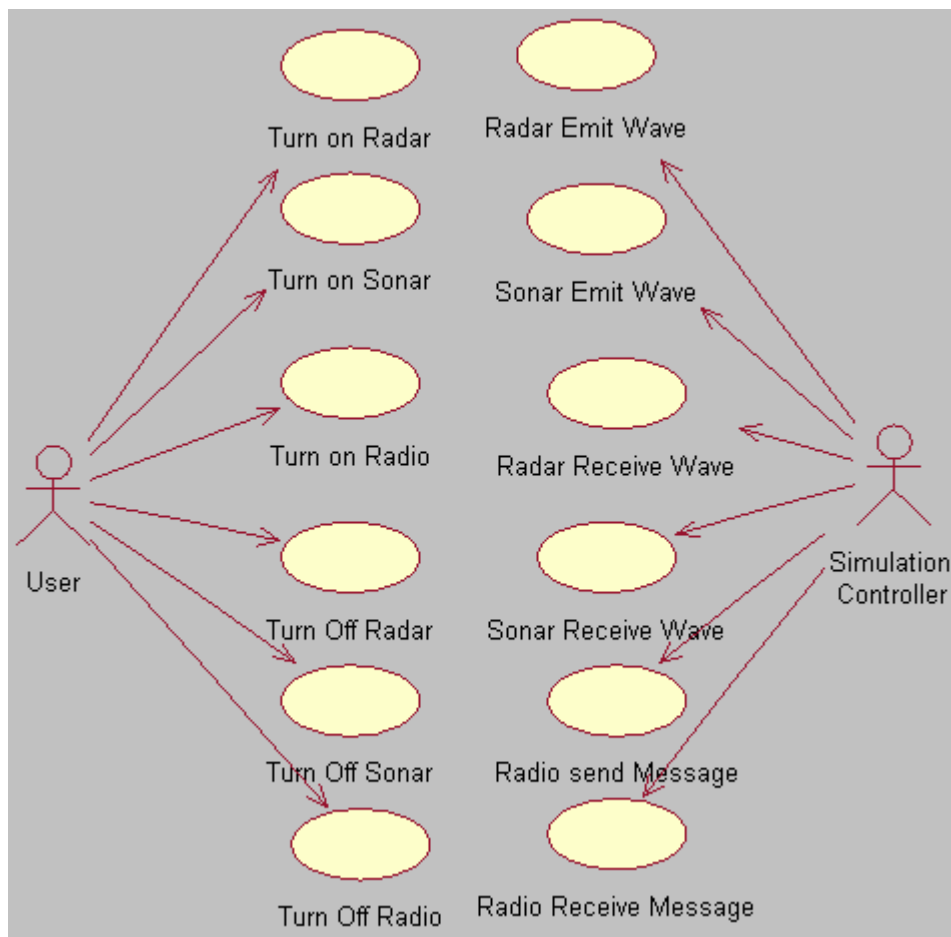 Turn on Radar
Radar Emit Wave
Turn on Sonar
Sonar Emit Wave
Turn on Radio
Radar Receive Wave
User
Simulation
Controller
Turn Off Radar
Sonar Receive Wave
Turn Off Sonar
Radio send Message
Turn Off Radio
Radio Receive Message